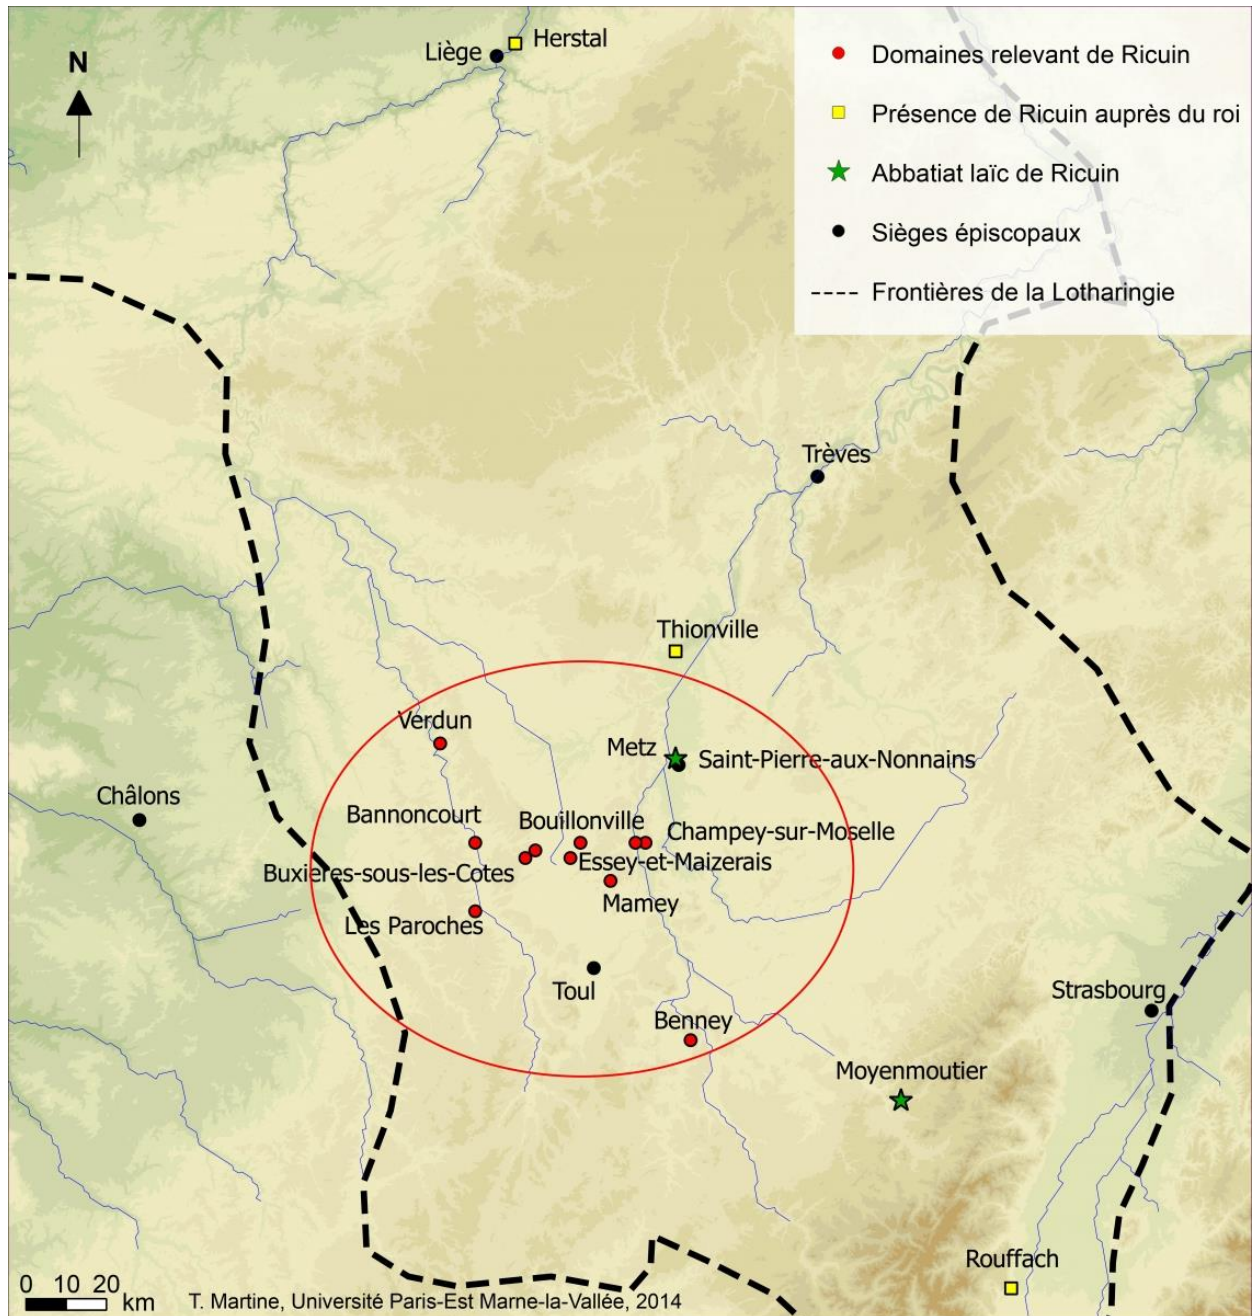 N
Liège
Herstal
Domaines relevant de Ricuin
Présence de Ricuin auprès du roi
Abbatiat laïc de Ricuin
Sièges épiscopaux
Frontières de la Lotharingie
Trèves
Thionville
Verdun
Metz
Saint-Pierre-aux-Nonnains
Châlons
Bannoncourt
Bouillonville
Champey-sur-Moselle
Buxières-sous-les-Cotes
Essey-et-Maizerais
Mamey
Les Paroches
Toul
Strasbourg
Benney
Moyenmoutier
Rouffach
0 10 20
km
T. Martine, Université Paris-Est Marne-la-Vallée, 2014